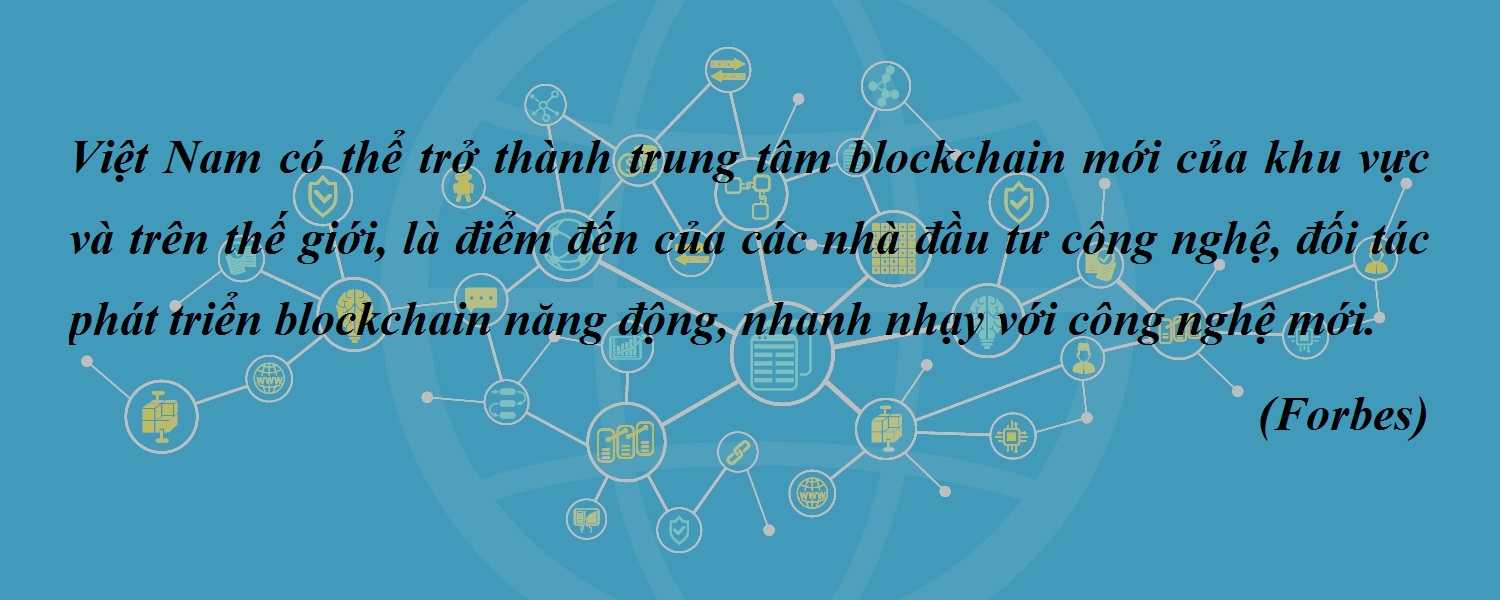 Việt Nam có thể trở thành trung tâm blockchain mới của khu vực
và trên thế giới, là điểm đến của các nhà đầu tư công nghệ, đối tác
phát triển blockchain năng động, nhanh nhạy với công nghệ mới.
(Forbes)
WWW
WWW